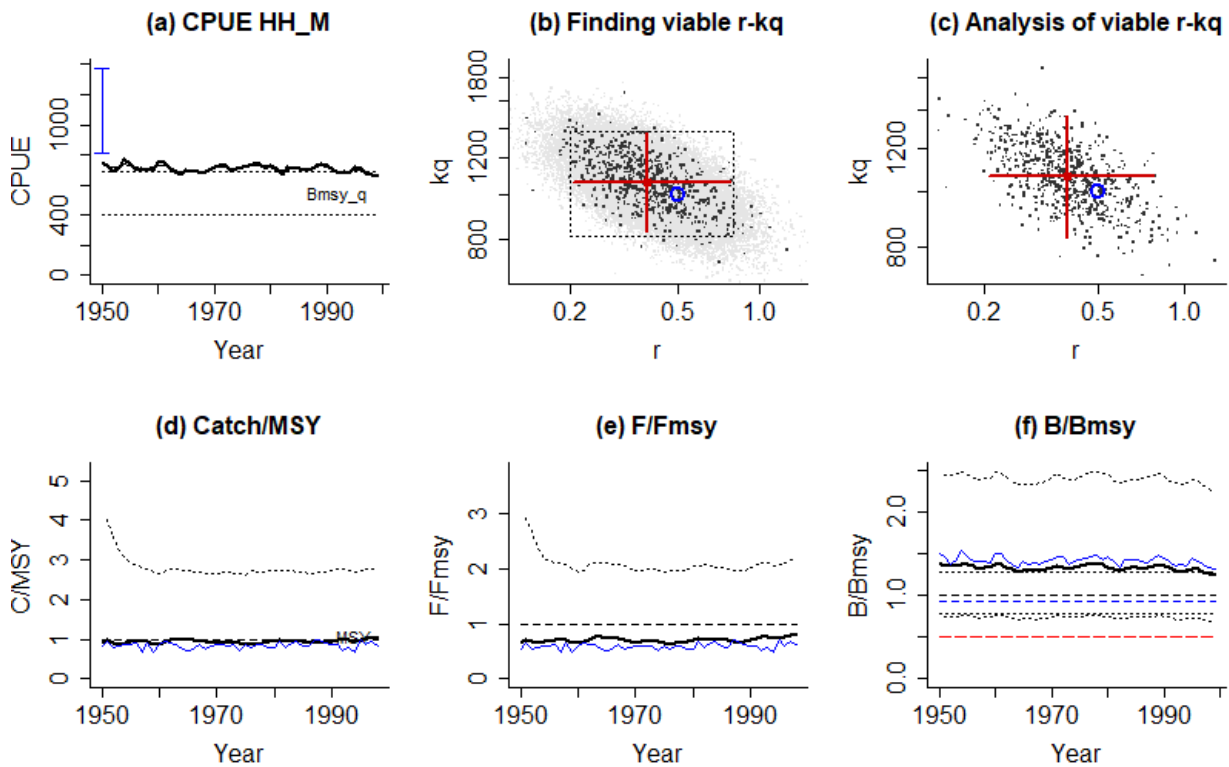 (a) CPUE HH_M
CPUE
0
400
1000
Bmsy_q
1950
1970
1990
Year
(b) Finding viable r-kq
kq
800
1200
1800
0.2
0.5
1.0
r
(c) Analysis of viable r-kq
kq
800
1200
0.2
0.5
1.0
r
(d) Catch/MSY
C/MSY
0
1
2
3
4
5
MSY
1950
1970
1990
Year
(e) F/Fmsy
F/Fmsy
0
1
2
3
1950
1970
1990
Year
(f) B/Bmsy
B/Bmsy
0.0
1.0
2.0
1950
1970
1990
Year